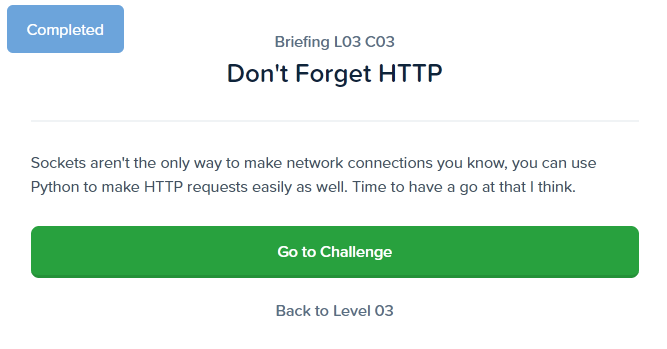 Completed
Briefing L03 C03
Don't Forget HTTP
Sockets aren't the only way to make network connections you know, you can use
Python to make HTTP requests easily as well. Time to have a go at that I think.
Go to Challenge
Back to Level 03